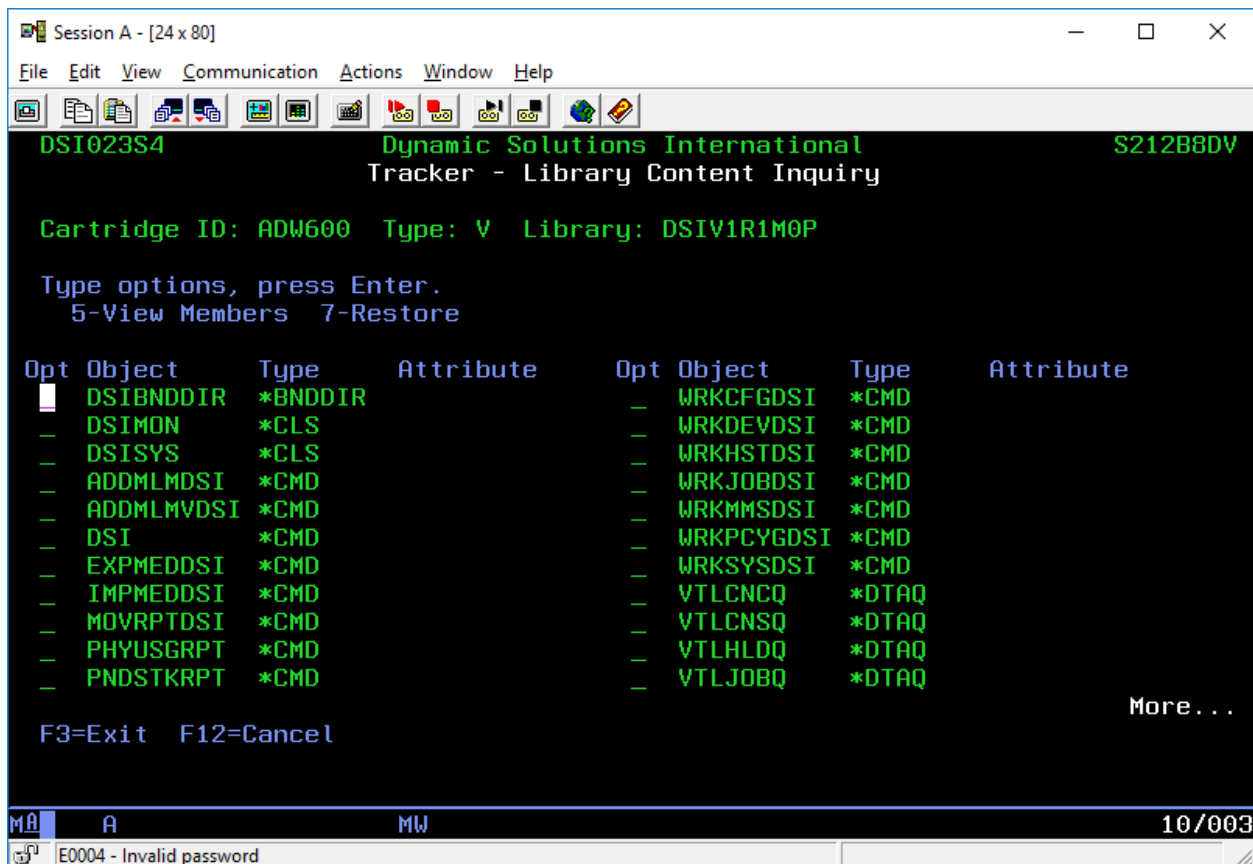 Session A - [24 x 80]
File Edit View Communication Actions Window Help
DSI023S4 Dynamic Solutions International S212B8DV
Tracker - Library Content Inquiry
Cartridge ID: ADW600 Type: V Library: DSIV1R1M0P
Type options, press Enter.
5-View Members 7-Restore
Opt Object Type Attribute Opt Object Type Attribute
_ DSIBNDDIR *BNDDIR _ WRKCFGDSI *CMD
_ DSIMON *CLS _ WRKDEVDSI *CMD
_ DSISYS *CLS _ WRKHSTDSI *CMD
_ ADDMLMDSI *CMD _ WRKJOBDSI *CMD
_ ADDMLMVDSI *CMD _ WRKMMSDSI *CMD
_ DSI *CMD _ WRKPCYGDSI *CMD
_ EXPMEDDSI *CMD _ WRKSYSDSI *CMD
_ IMPMEDDSI *CMD _ VTLCNCQ *DTAQ
_ MOVRPTDSI *CMD _ VTLCNSQ *DTAQ
_ PHYUSGRPT *CMD _ VTLHLDQ *DTAQ
_ PNDSTKRPT *CMD _ VTLJOBQ *DTAQ
More...
F3=Exit F12=Cancel
MA A MW 10/003
E0004 - Invalid password